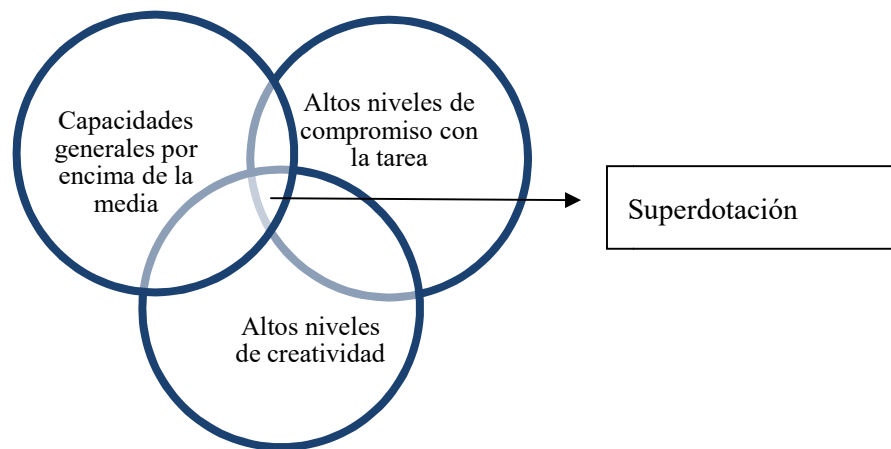 Capacidades
generales por
encima de la
media
Altos niveles de
compromiso con
la tarea
Altos niveles
de creatividad
Superdotación